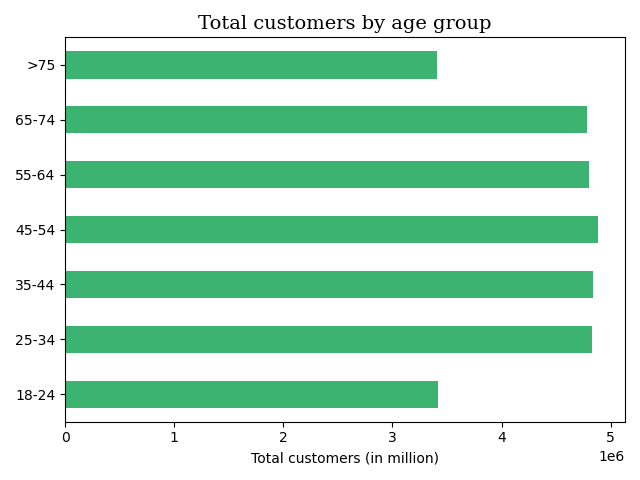 Total customers by age group
>75
65-74
55-64
45-54
35-44
25-34
18-24
0 1 2 3 4 5
1e6
Total customers (in million)